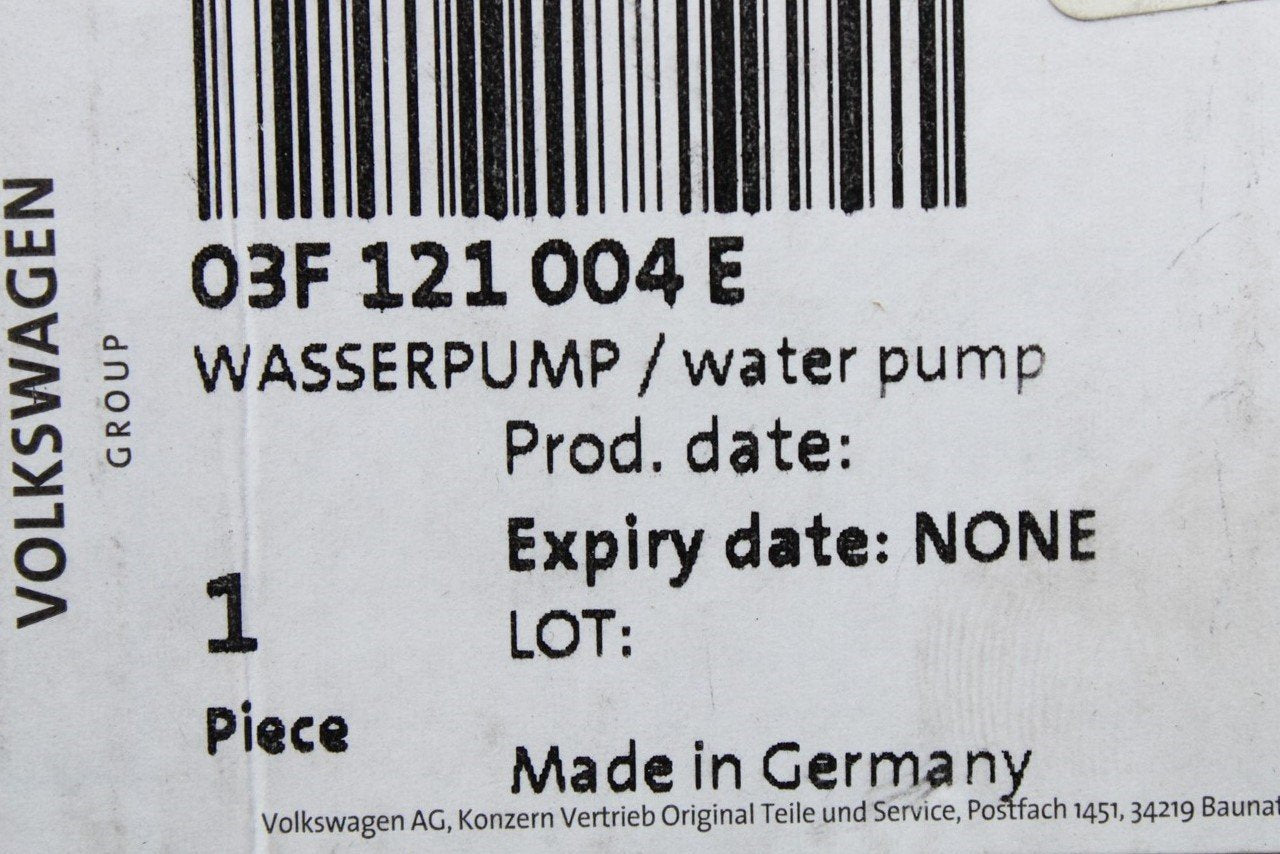 VOLKSWAGEN
GROUP
03F 121 004 E
WASSERPUMP / water pump
Prod. date:
Expiry date: NONE
1
LOT:
Piece
Made in Germany
Volkswagen AG, Konzern Vertrieb Original Teile und Service, Postfach 1451, 34219